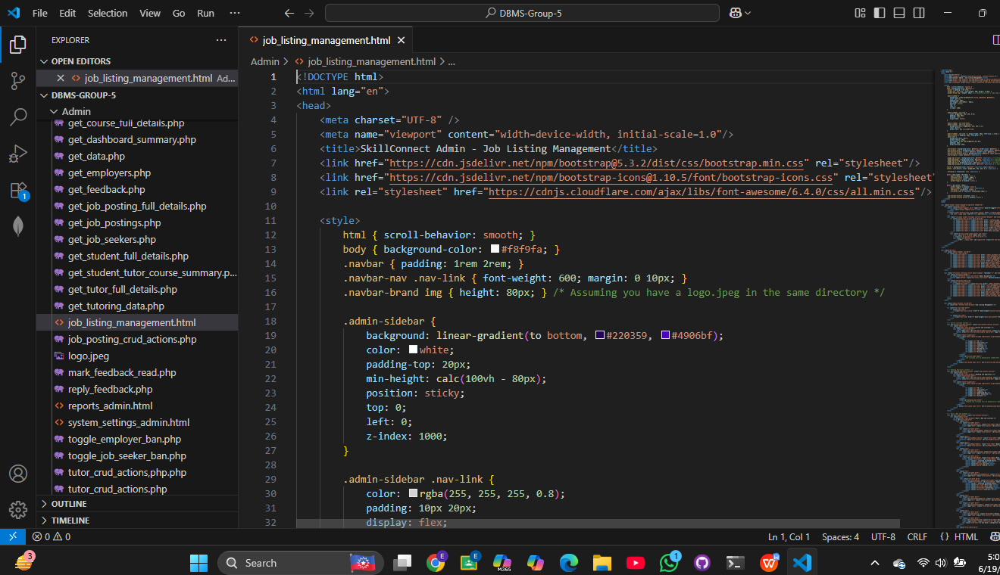 File Edit Selection View Go Run ···
DBMS-Group-5
EXPLORER ···
OPEN EDITORS
job_listing_management.html Ad...
DBMS-GROUP-5
Admin
get_course_full_details.php
get_dashboard_summary.php
get_data.php
get_employers.php
get_feedback.php
get_job_posting_full_details.php
get_job_postings.php
get_job_seekers.php
get_student_full_details.php
get_student_tutor_course_summary.p...
get_tutor_full_details.php
get_tutoring_data.php
job_listing_management.html
job_posting_crud_actions.php
logo.jpeg
mark_feedback_read.php
reply_feedback.php
reports_admin.html
system_settings_admin.html
toggle_employer_ban.php
toggle_job_seeker_ban.php
tutor_crud_actions,php.php
tutor_crud_actions.php
OUTLINE
TIMELINE
1
job_listing_management.html
Admin > job_listing_management.html > ...
1 <!DOCTYPE html>
2 <html lang="en">
3 <head>
4 <meta charset="UTF-8" />
5 <meta name="viewport" content="width=device-width, initial-scale=1.0"/>
6 <title>SkillConnect Admin - Job Listing Management</title>
7 <link href="https://cdn.jsdelivr.net/npm/bootstrap@5.3.2/dist/css/bootstrap.min.css" rel="stylesheet"/>
8 <link href="https://cdn.jsdelivr.net/npm/bootstrap-icons@1.10.5/font/bootstrap-icons.css" rel="stylesheet"
9 <link rel="stylesheet" href="https://cdnjs.cloudflare.com/ajax/libs/font-awesome/6.4.0/css/all.min.css"/>
10
11 <style>
12 html { scroll-behavior: smooth; }
13 body { background-color: #f8f9fa; }
14 .navbar { padding: 1rem 2rem; }
15 .navbar-nav .nav-link { font-weight: 600; margin: 0 10px; }
16 .navbar-brand img { height: 80px; } /* Assuming you have a logo.jpeg in the same directory */
17
18 .admin-sidebar {
19 background: linear-gradient(to bottom, #220359, #4906bf);
20 color: white;
21 padding-top: 20px;
22 min-height: calc(100vh - 80px);
23 position: sticky;
24 top: 0;
25 left: 0;
26 z-index: 1000;
27 }
28
29 .admin-sidebar .nav-link {
30 color: rgba(255, 255, 255, 0.8);
31 padding: 10px 20px;
32 display: flex;
0 0
Ln 1, Col 1 Spaces: 4 UTF-8 CRLF {} HTML
3
Search
E
E
M365
1
5:0
6/19/